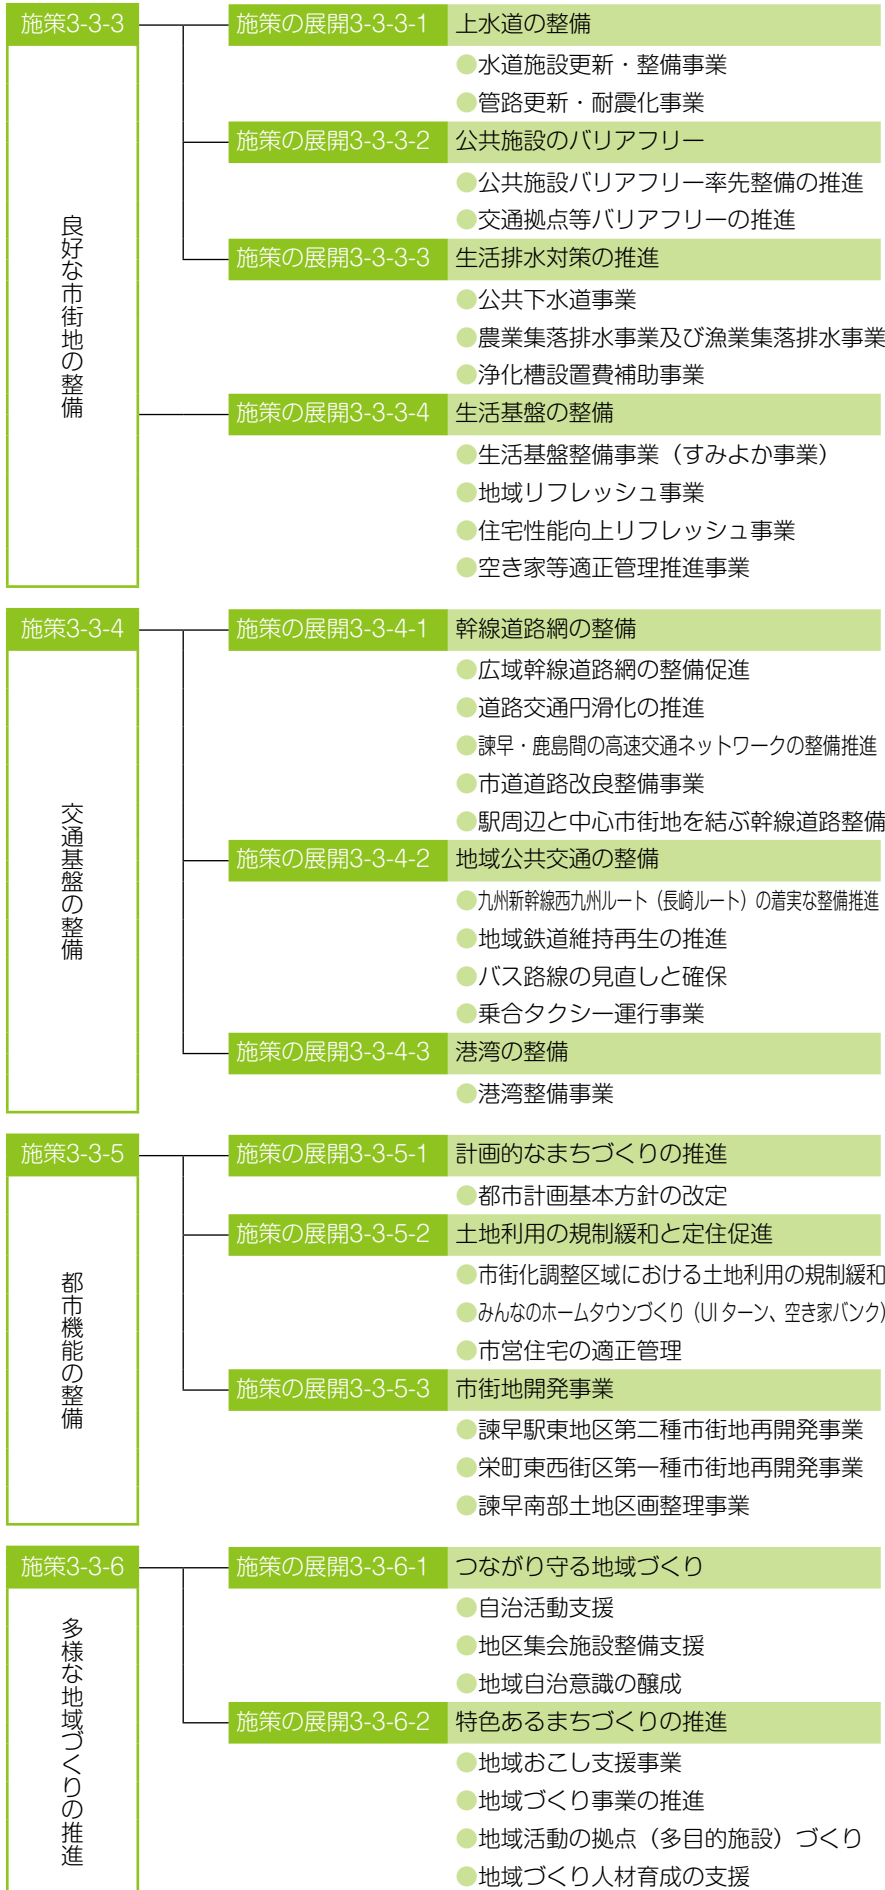 施策3-3-3
良好な市街地の整備
施策の展開3-3-3-1 上水道の整備
●水道施設更新・整備事業
●管路更新・耐震化事業
施策の展開3-3-3-2 公共施設のバリアフリー
●公共施設バリアフリー率先整備の推進
●交通拠点等バリアフリーの推進
施策の展開3-3-3-3 生活排水対策の推進
●公共下水道事業
●農業集落排水事業及び漁業集落排水事業
●浄化槽設置費補助事業
施策の展開3-3-3-4 生活基盤の整備
●生活基盤整備事業（すみよか事業）
●地域リフレッシュ事業
●住宅性能向上リフレッシュ事業
●空き家等適正管理推進事業
施策3-3-4
交通基盤の整備
施策の展開3-3-4-1 幹線道路網の整備
●広域幹線道路網の整備促進
●道路交通円滑化の推進
●諫早・鹿島間の高速交通ネットワークの整備推進
●市道道路改良整備事業
●駅周辺と中心市街地を結ぶ幹線道路整備
施策の展開3-3-4-2 地域公共交通の整備
●九州新幹線西九州ルート（長崎ルート）の着実な整備推進
●地域鉄道維持再生の推進
●バス路線の見直しと確保
●乗合タクシー運行事業
施策の展開3-3-4-3 港湾の整備
●港湾整備事業
施策3-3-5
都市機能の整備
施策の展開3-3-5-1 計画的なまちづくりの推進
●都市計画基本方針の改定
施策の展開3-3-5-2 土地利用の規制緩和と定住促進
●市街化調整区域における土地利用の規制緩和
●みんなのホームタウンづくり（UIターン、空き家バンク）
●市営住宅の適正管理
施策の展開3-3-5-3 市街地開発事業
●諫早駅東地区第二種市街地再開発事業
●栄町東西街区第一種市街地再開発事業
●諫早南部土地区画整理事業
施策3-3-6
多様な地域づくりの推進
施策の展開3-3-6-1 つながり守る地域づくり
●自治活動支援
●地区集会施設整備支援
●地域自治意識の醸成
施策の展開3-3-6-2 特色あるまちづくりの推進
●地域おこし支援事業
●地域づくり事業の推進
●地域活動の拠点（多目的施設）づくり
●地域づくり人材育成の支援